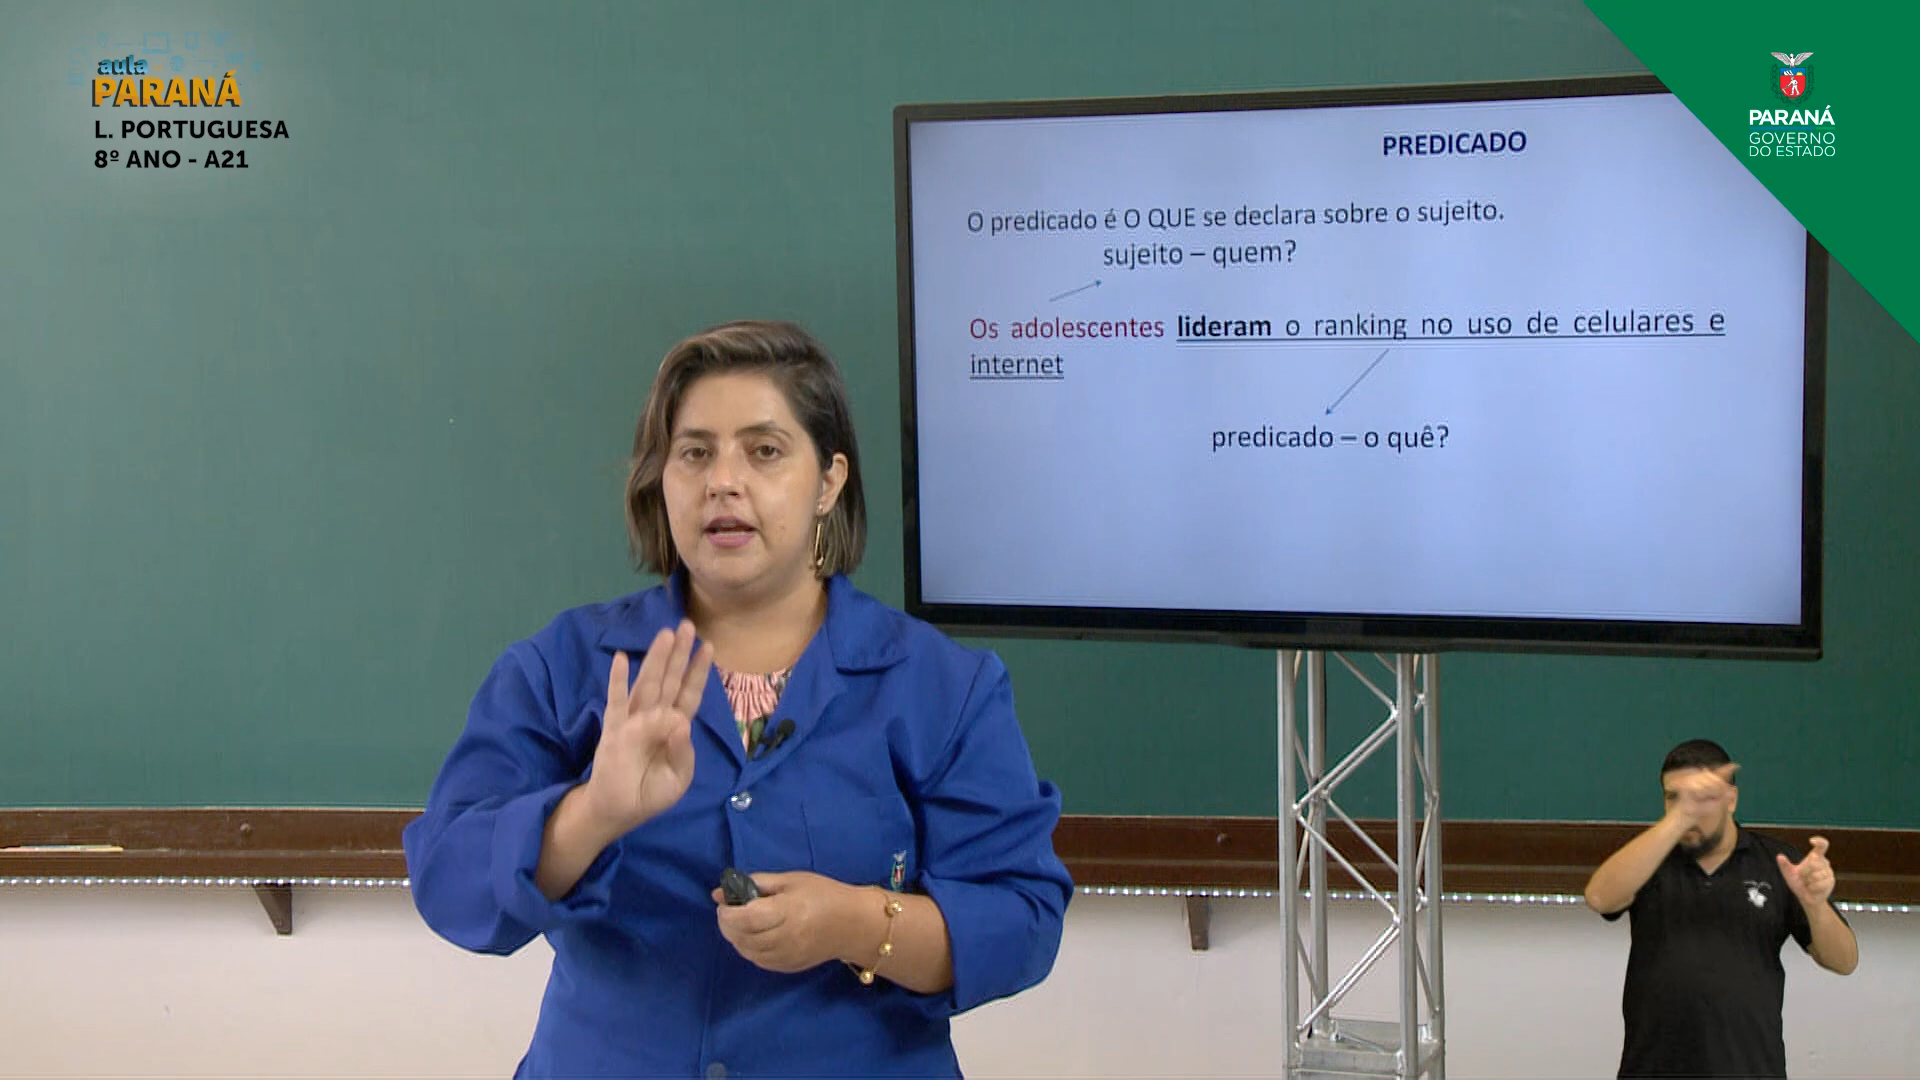 aula
PARANÁ
L. PORTUGUESA
8º ANO - A21
PARANÁ
GOVERNO
DO ESTADO
PREDICADO
O predicado é O QUE se declara sobre o sujeito.
sujeito – quem?
Os adolescentes lideram o ranking no uso de celulares e
internet
predicado – o quê?